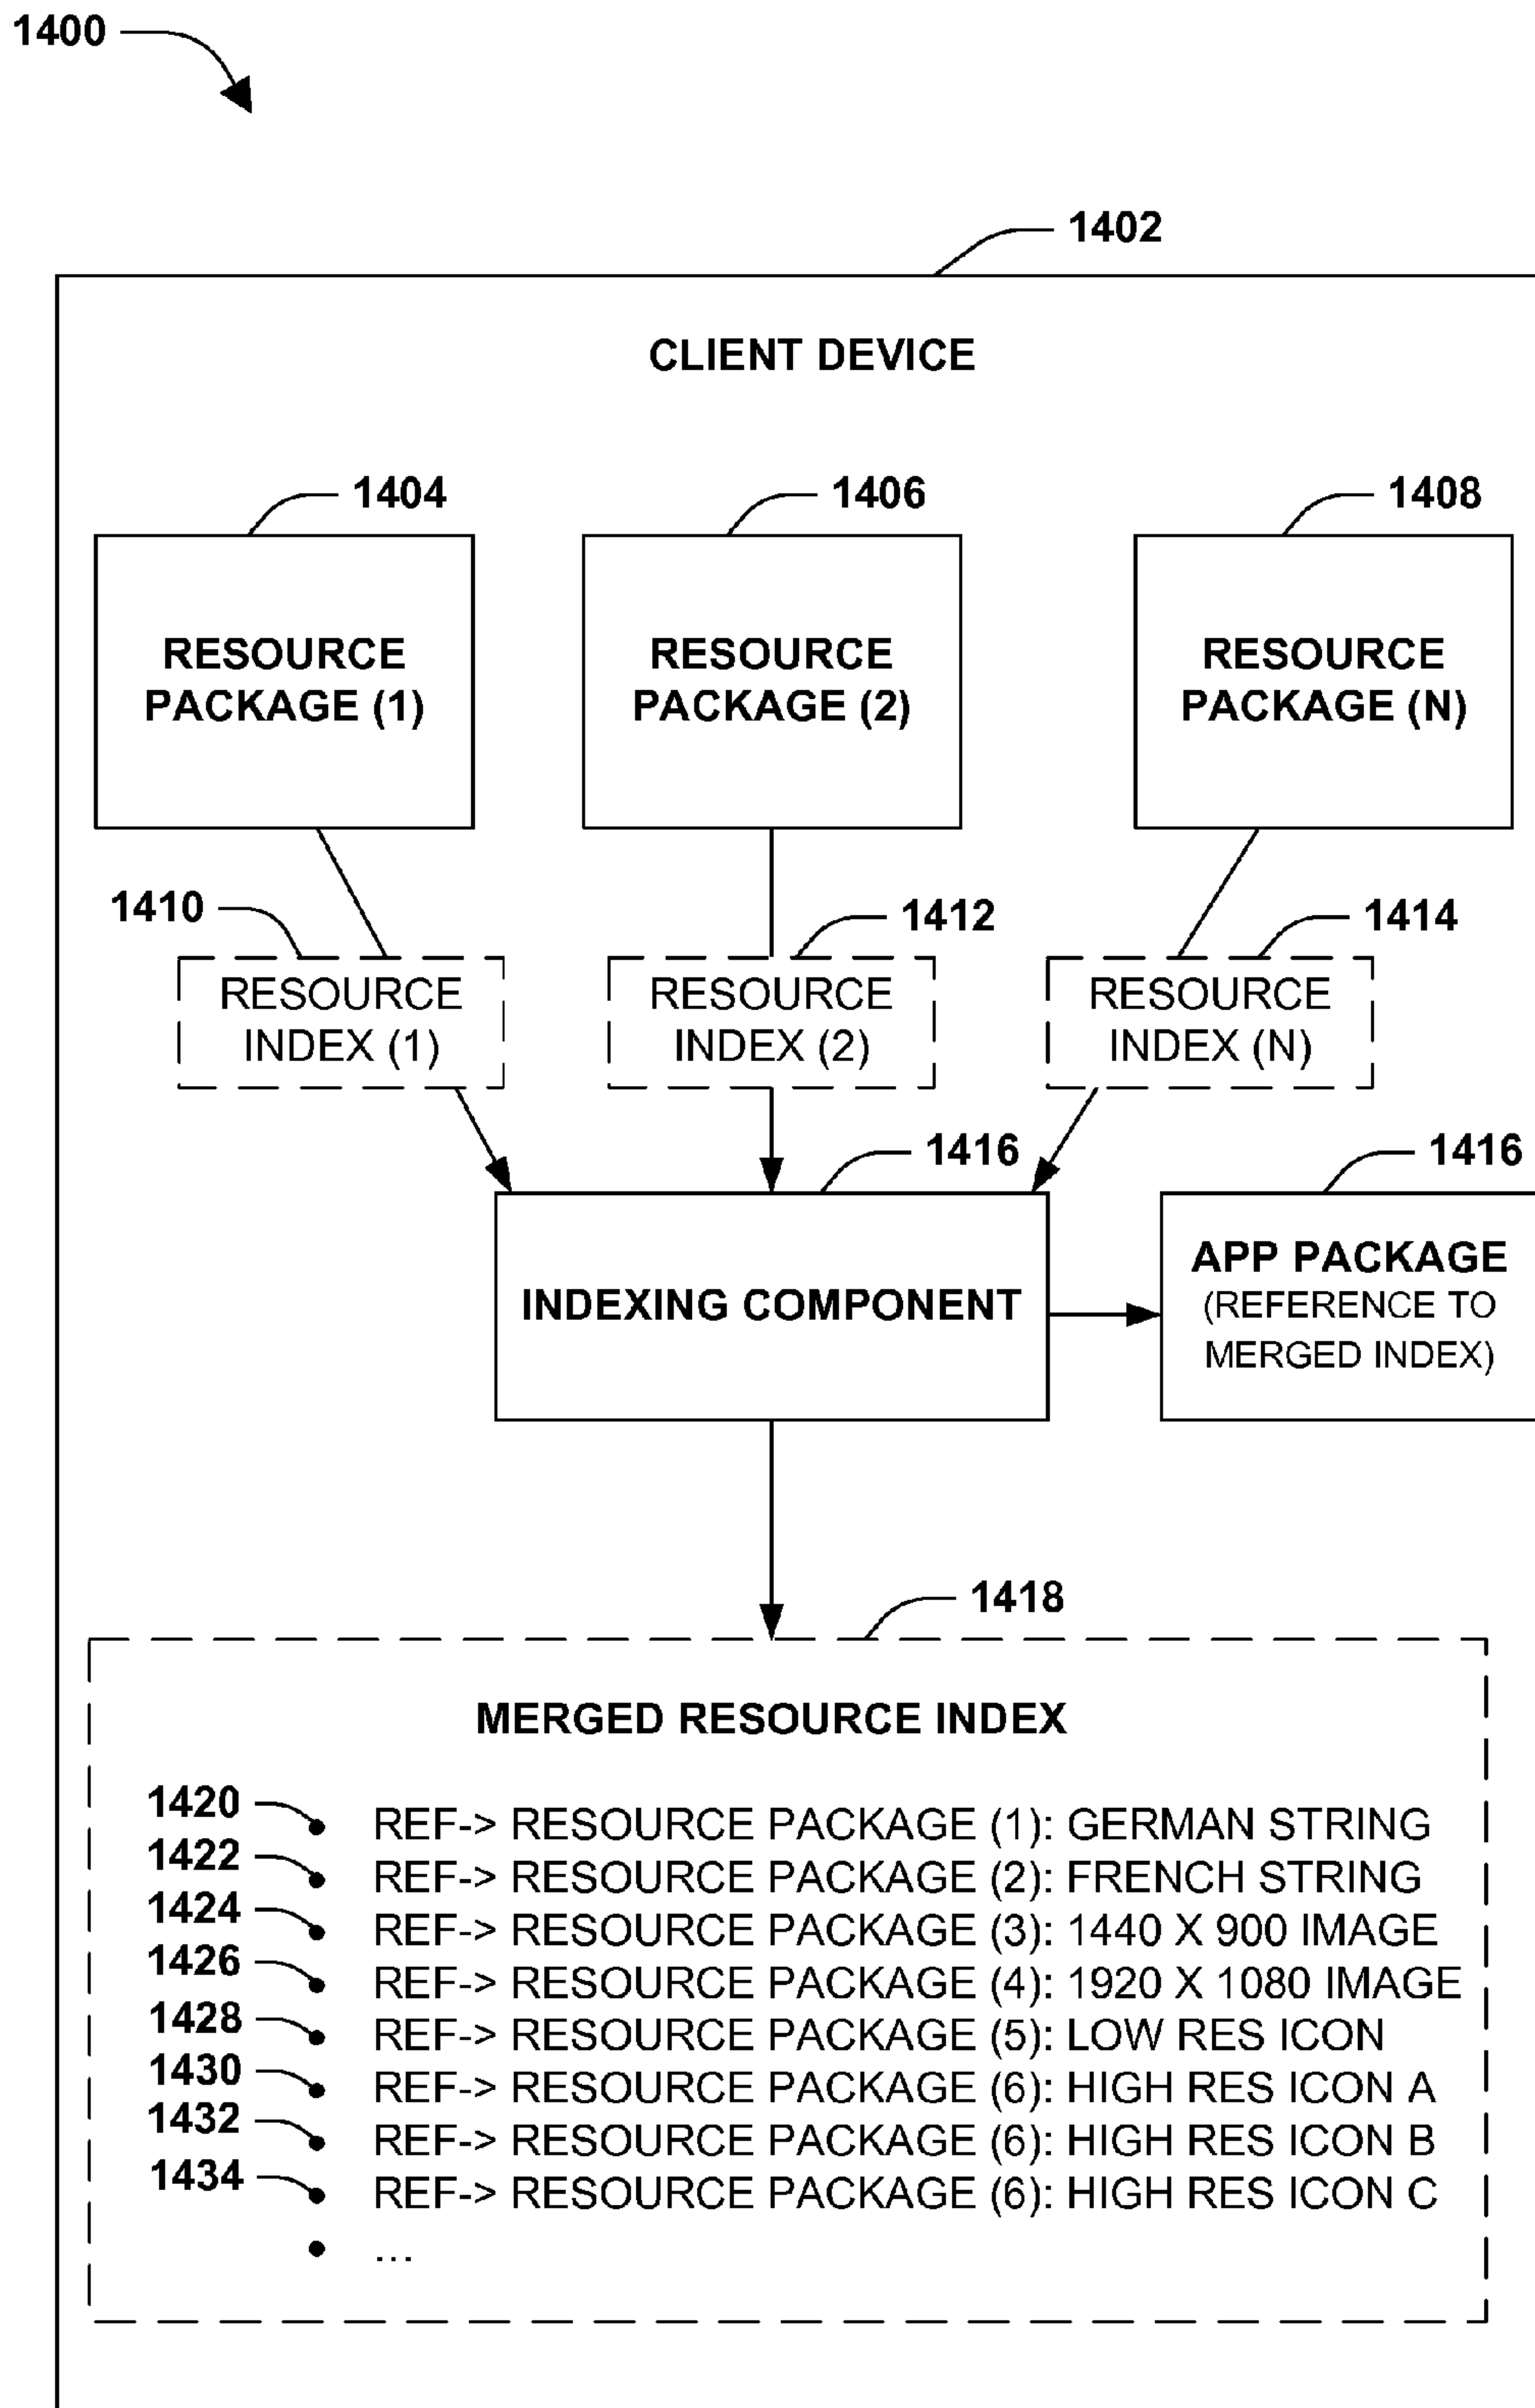 1400
1402
CLIENT DEVICE
1404
1406
1408
RESOURCE
PACKAGE (1)
RESOURCE
PACKAGE (2)
RESOURCE
PACKAGE (N)
1410
1412
1414
RESOURCE
INDEX (1)
RESOURCE
INDEX (2)
RESOURCE
INDEX (N)
1416
1416
INDEXING COMPONENT
APP PACKAGE
(REFERENCE TO
MERGED INDEX)
1418
MERGED RESOURCE INDEX
1420 • REF-> RESOURCE PACKAGE (1): GERMAN STRING
1422 • REF-> RESOURCE PACKAGE (2): FRENCH STRING
1424 • REF-> RESOURCE PACKAGE (3): 1440 X 900 IMAGE
1426 • REF-> RESOURCE PACKAGE (4): 1920 X 1080 IMAGE
1428 • REF-> RESOURCE PACKAGE (5): LOW RES ICON
1430 • REF-> RESOURCE PACKAGE (6): HIGH RES ICON A
1432 • REF-> RESOURCE PACKAGE (6): HIGH RES ICON B
1434 • REF-> RESOURCE PACKAGE (6): HIGH RES ICON C
• ...